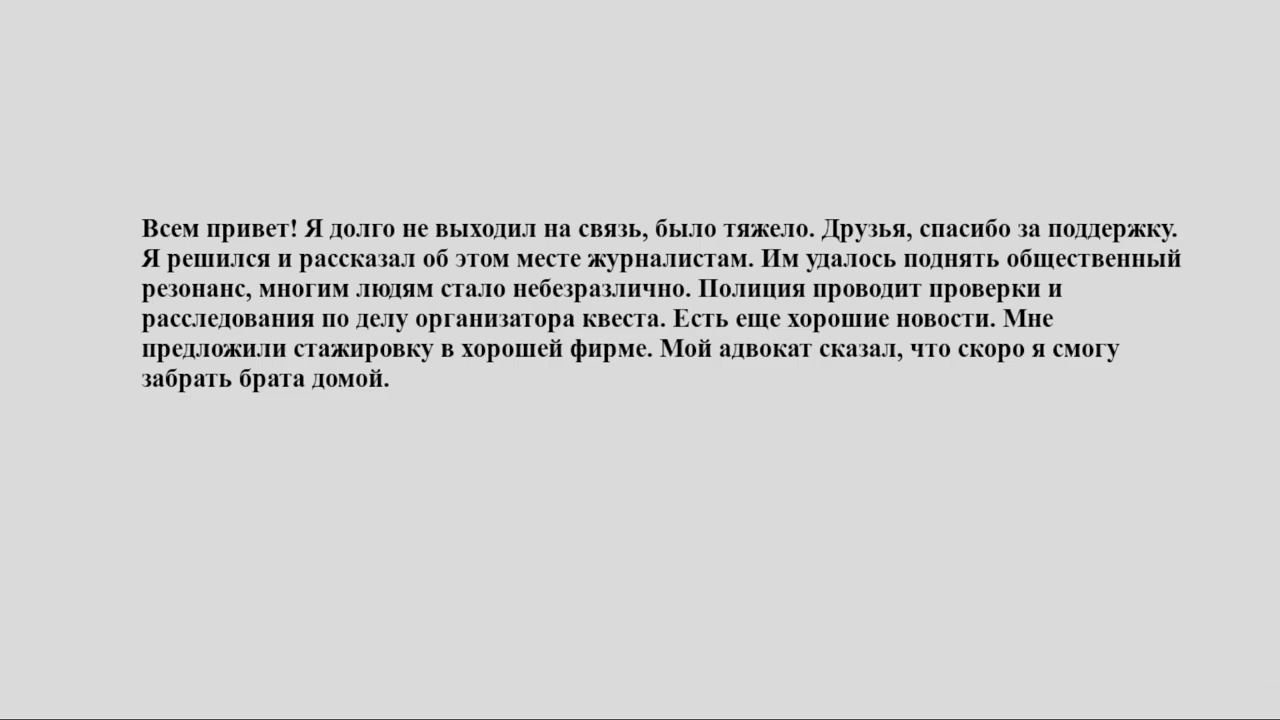 Всем привет! Я долго не выходил на связь, было тяжело. Друзья, спасибо за поддержку.
Я решился и рассказал об этом месте журналистам. Им удалось поднять общественный
резонанс, многим людям стало небезразлично. Полиция проводит проверки и
расследования по делу организатора квеста. Есть еще хорошие новости. Мне
предложили стажировку в хорошей фирме. Мой адвокат сказал, что скоро я смогу
забрать брата домой.